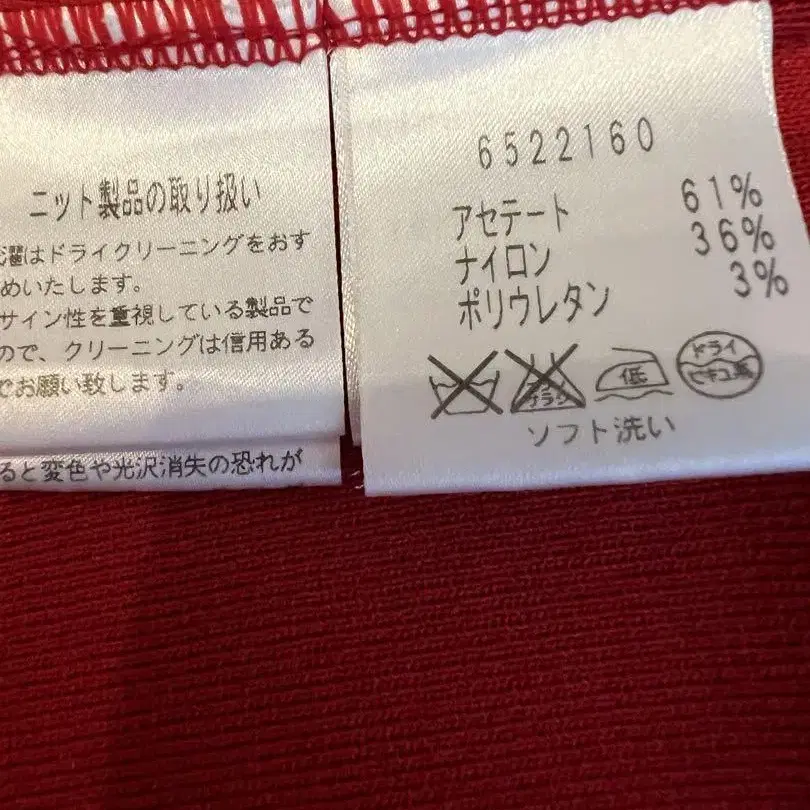 ニット製品の取り扱い
濯はドライクリーニングをおす
めいたします。
サイン性を重視している製品で
ので、クリーニングは信用ある
でお願い致します。
ると変色や光沢消失の恐れが
6522160
アセテート 61%
ナイロン 36%
ポリウレタン 3%
低
ドライ
セキユ系
ソフト洗い